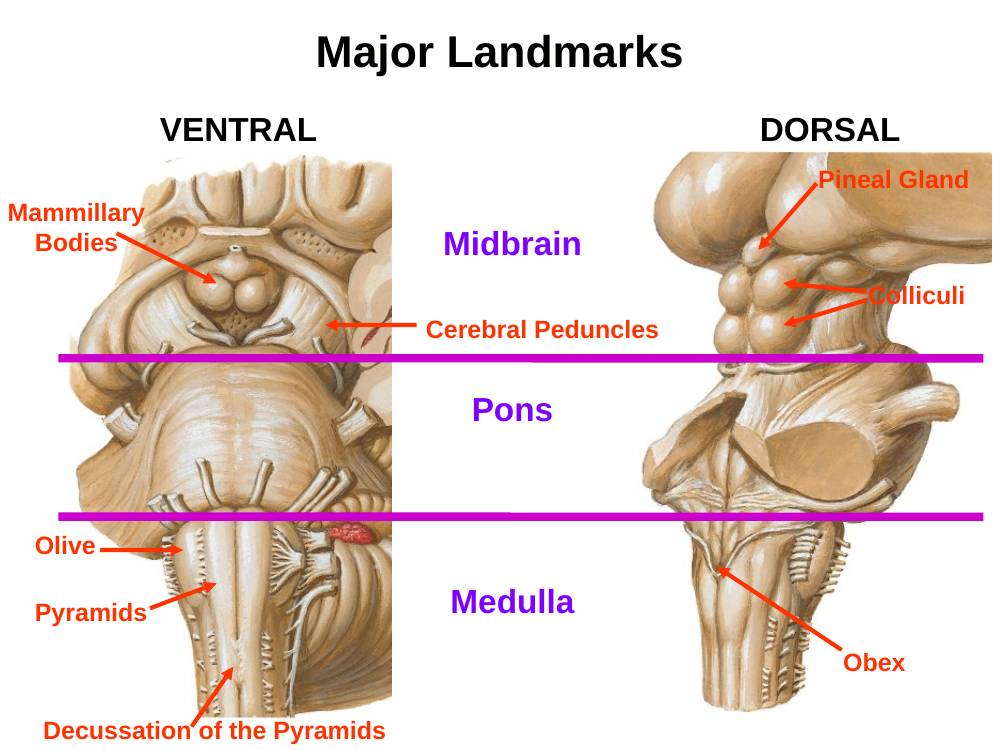 Major Landmarks
VENTRAL
DORSAL
Pineal Gland
Mammillary
Bodies
Midbrain
Colliculi
Cerebral Peduncles
Pons
Olive
Pyramids
Medulla
Obex
Decussation of the Pyramids